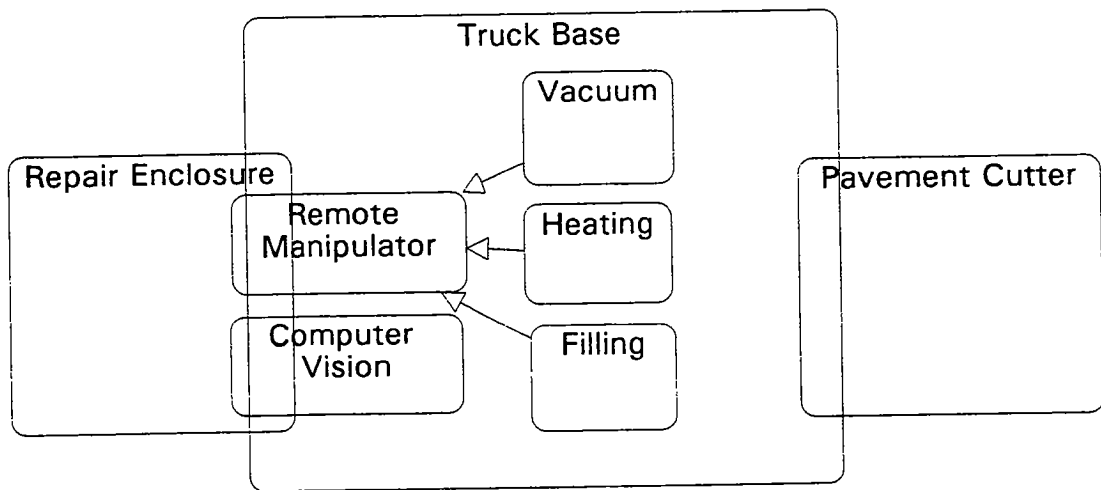 Truck Base
Vacuum
Repair Enclosure
Pavement Cutter
Remote
Manipulator
Heating
Computer
Vision
Filling